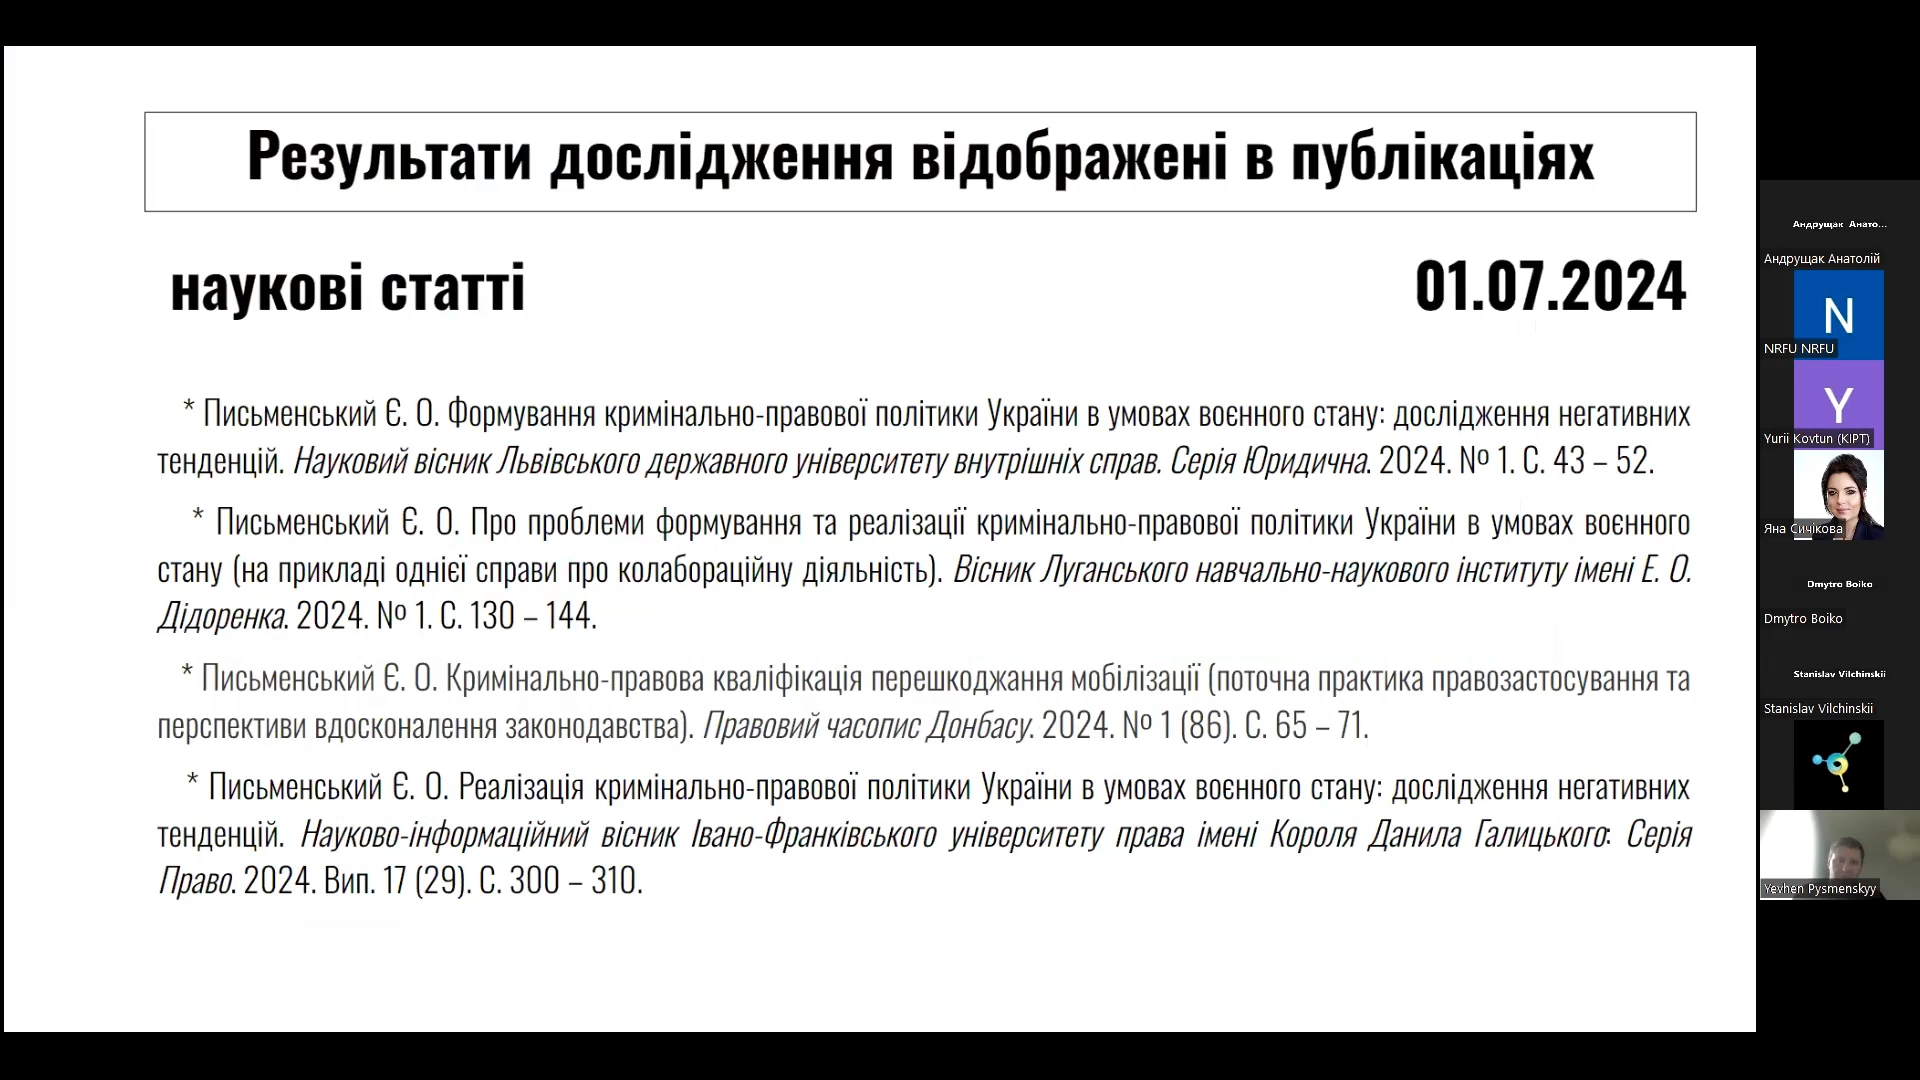 Результати дослідження відображені в публікаціях
наукові статті
01.07.2024
* Письменський Є. О. Формування кримінально-правової політики України в умовах воєнного стану: дослідження негативних
тенденцій. Науковий вісник Львівського державного університету внутрішніх справ. Серія Юридична. 2024. № 1. С. 43 – 52.
* Письменський Є. О. Про проблеми формування та реалізації кримінально-правової політики України в умовах воєнного
стану (на прикладі однієї справи про колабораційну діяльність). Вісник Луганського навчально-наукового інституту імені Е. О.
Дідоренка. 2024. № 1. С. 130 – 144.
* Письменський Є. О. Кримінально-правова кваліфікація перешкоджання мобілізації (поточна практика правозастосування та
перспективи вдосконалення законодавства). Правовий часопис Донбасу. 2024. № 1 (86). С. 65 – 71.
* Письменський Є. О. Реалізація кримінально-правової політики України в умовах воєнного стану: дослідження негативних
тенденцій. Науково-інформаційний вісник Івано-Франківського університету права імені Короля Данила Галицького: Серія
Право. 2024. Вип. 17 (29). С. 300 – 310.
Андрущак Анато...
Андрущак Анатолій
N
NRFU NRFU
Y
Yurii Kovtun (KIPT)
Яна Сичікова
Dmytro Boiko
Dmytro Boiko
Stanislav Vilchinskii
Stanislav Vilchinskii
Yevhen Pysmenskyy